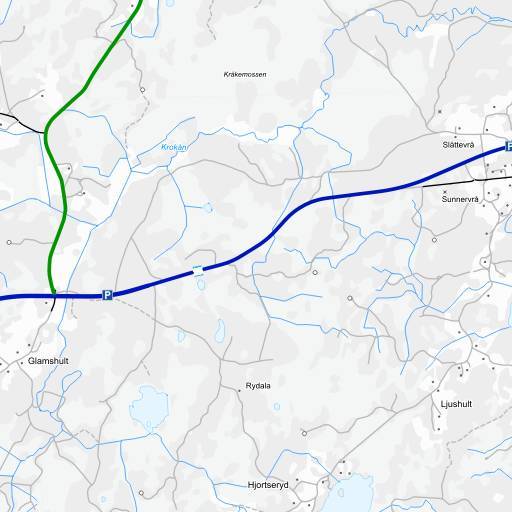 Kråkemossen
Krokån
Slättevrå
P
Sunnervrå
P
Glamshult
Rydala
Ljushult
Hjortseryd